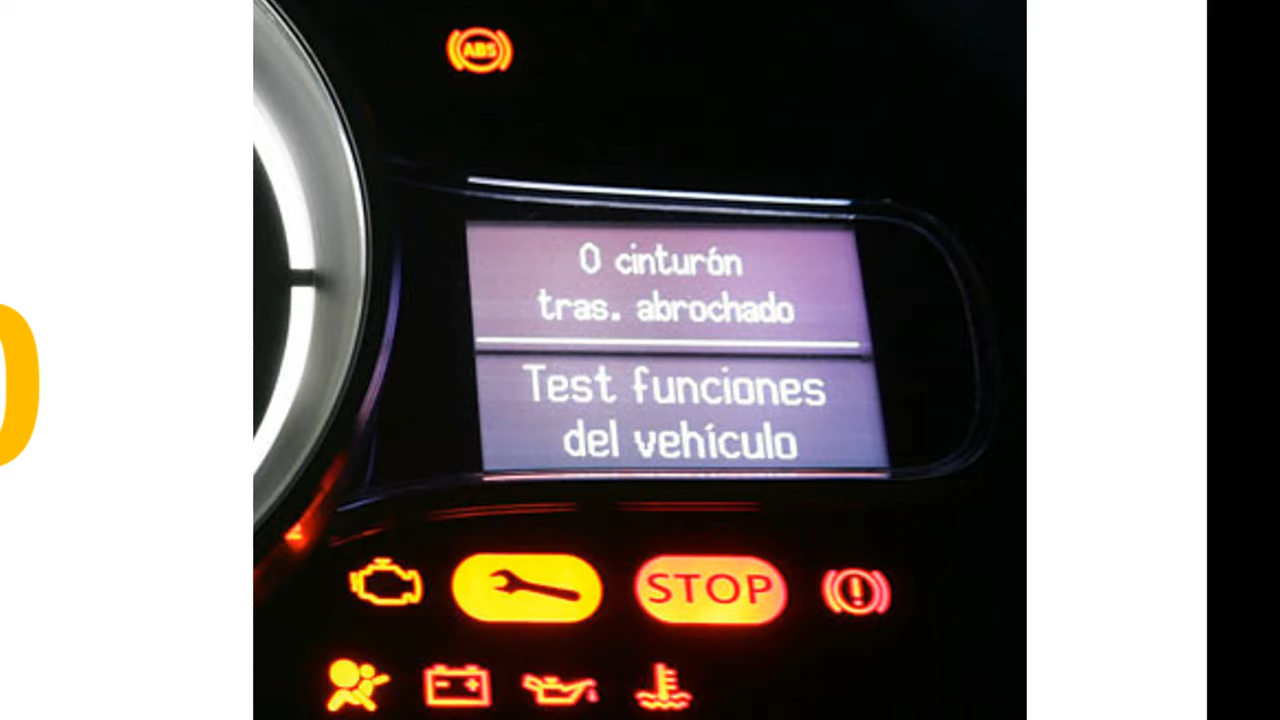 ABS
0 cinturón
tras. abrochado
Test funciones
del vehículo
STOP